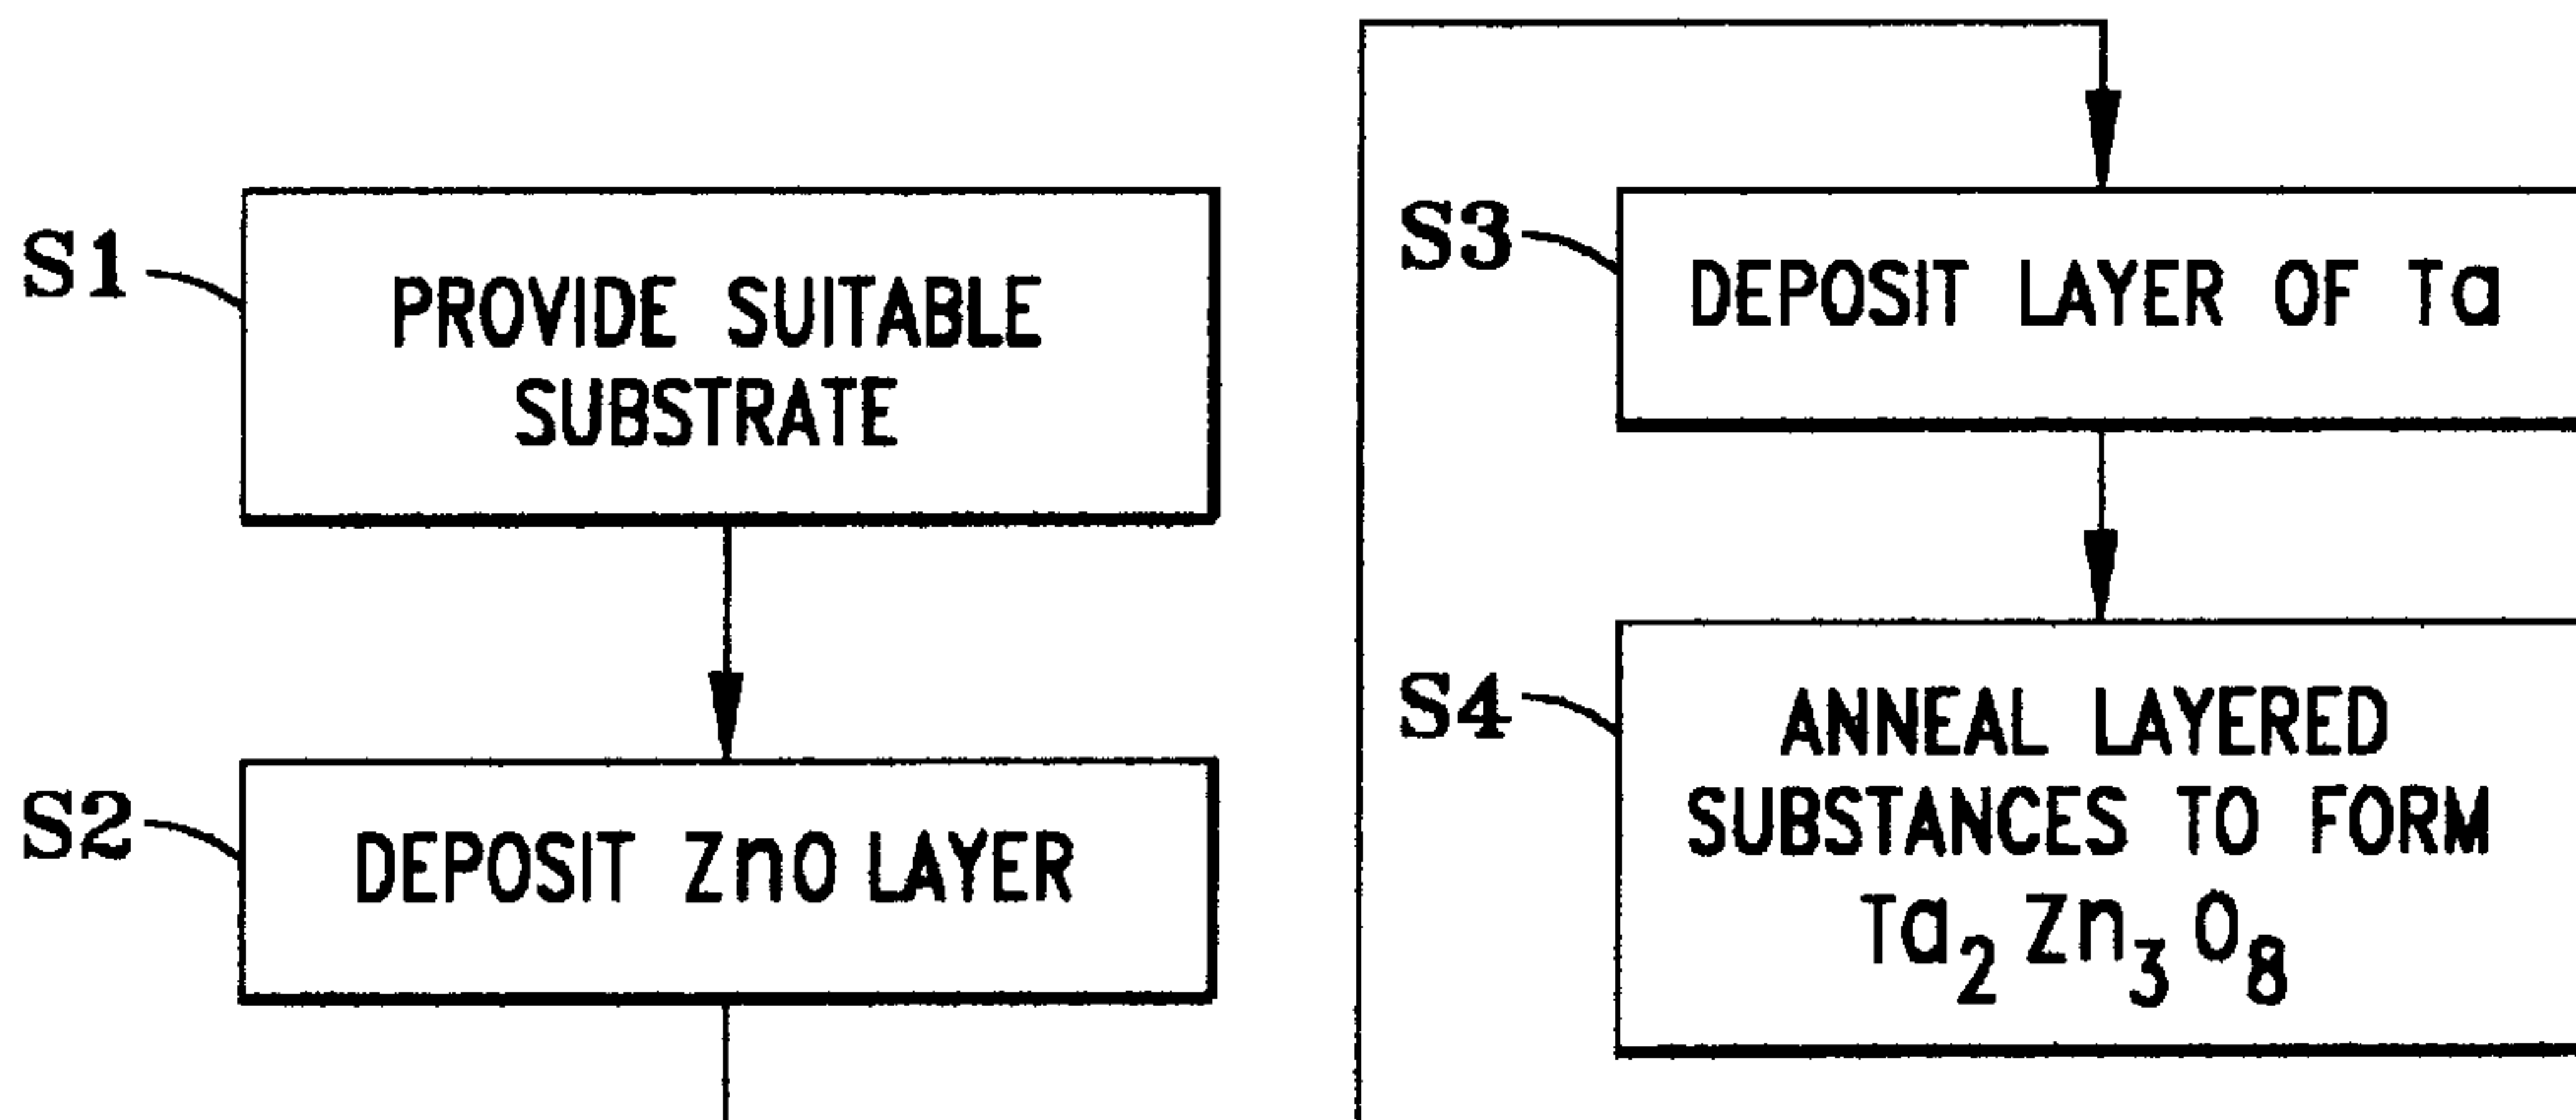 S1
PROVIDE SUITABLE
SUBSTRATE
S2
DEPOSIT ZnO LAYER
S3
DEPOSIT LAYER OF Ta
S4
ANNEAL LAYERED
SUBSTANCES TO FORM
Ta₂ Zn₃ O₈